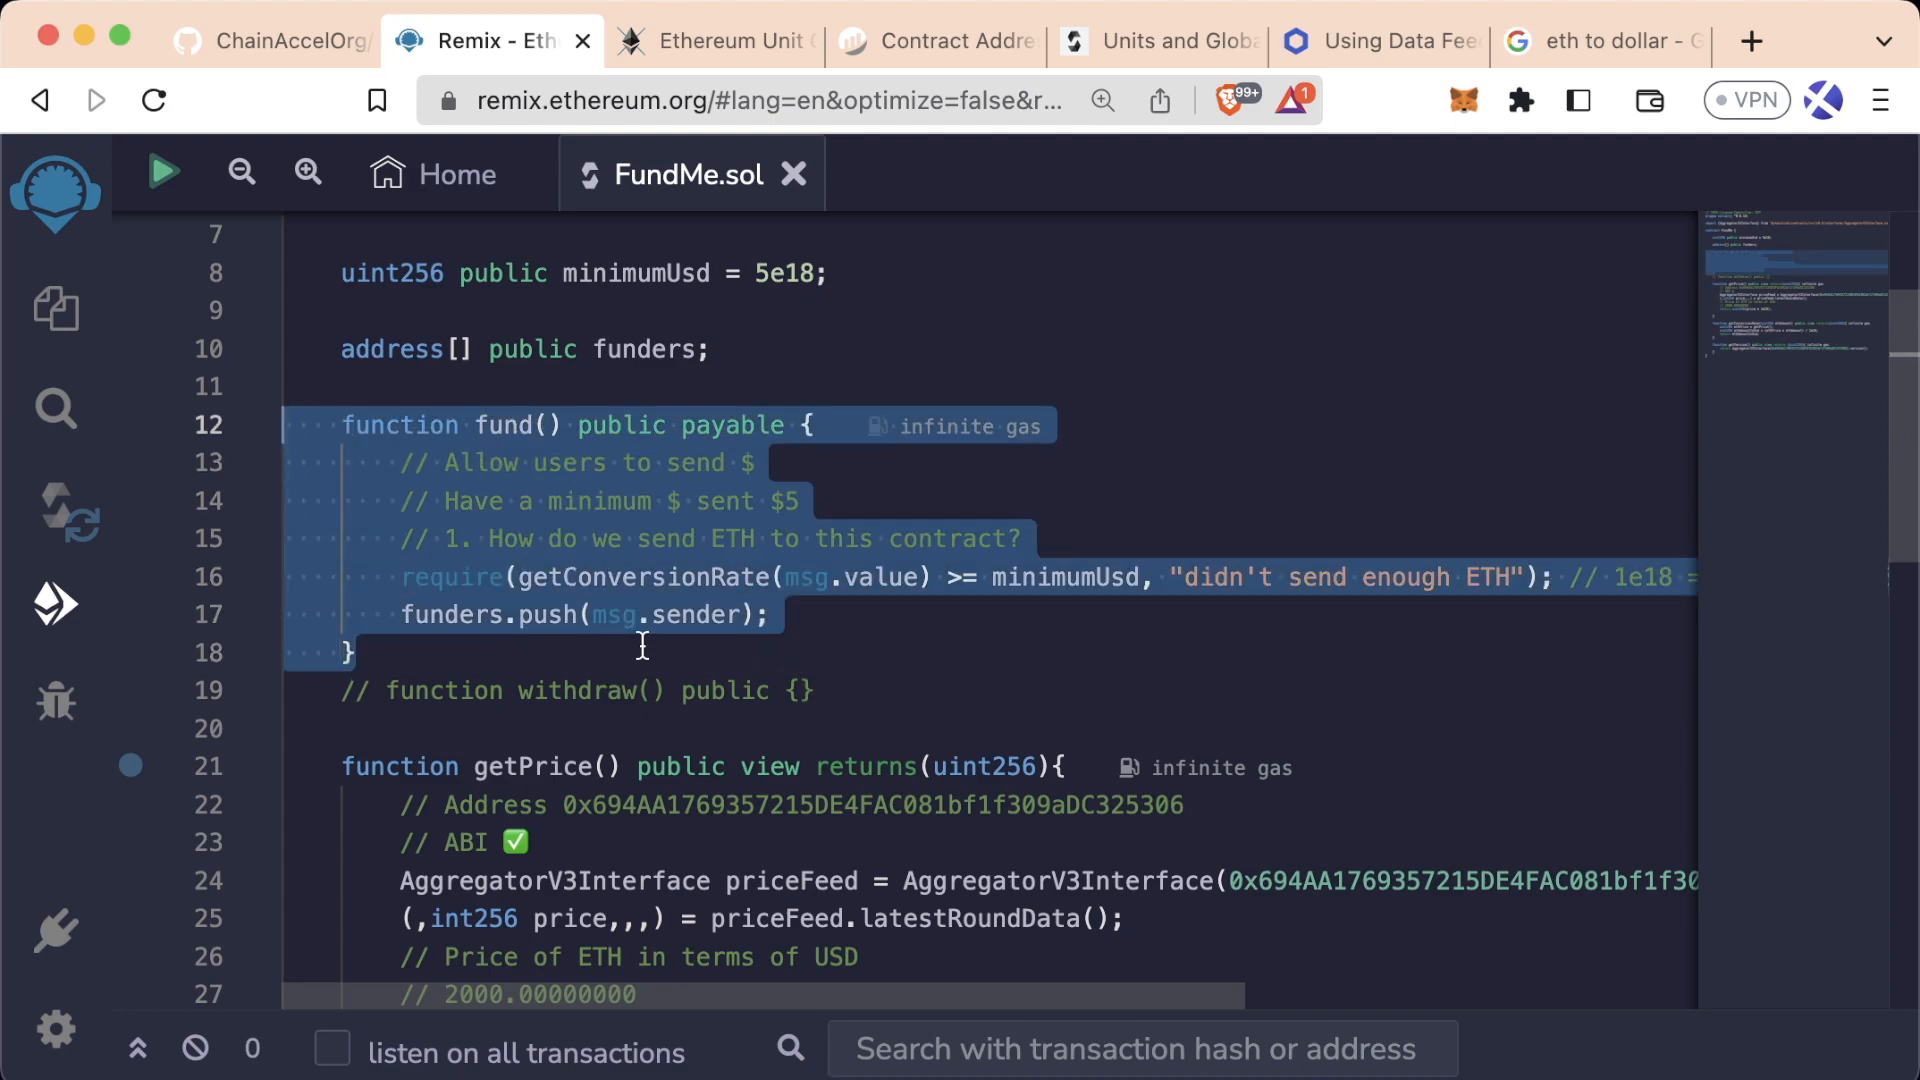 ChainAccelOrg/
Remix - Eth
Ethereum Unit C
Contract Addre
Units and Globa
Using Data Fee
eth to dollar - G
remix.ethereum.org/#lang=en&optimize=false&r...
99+
1
VPN
Home
FundMe.sol
7
8 uint256 public minimumUsd = 5e18;
9
10 address[] public funders;
11
12 function fund() public payable { infinite gas
13 // Allow users to send $
14 // Have a minimum $ sent $5
15 // 1. How do we send ETH to this contract?
16 require(getConversionRate(msg.value) >= minimumUsd, "didn't send enough ETH"); // 1e18 =
17 funders.push(msg.sender);
18 }
19 // function withdraw() public {}
20
21 function getPrice() public view returns(uint256){ infinite gas
22 // Address 0x694AA1769357215DE4FAC081bf1f309aDC325306
23 // ABI ✅
24 AggregatorV3Interface priceFeed = AggregatorV3Interface(0x694AA1769357215DE4FAC081bf1f30
25 (,int256 price,,,) = priceFeed.latestRoundData();
26 // Price of ETH in terms of USD
27 // 2000.00000000
0
listen on all transactions
Search with transaction hash or address